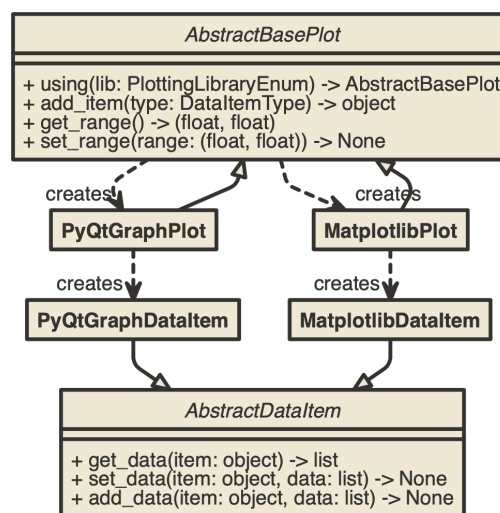 AbstractBasePlot
+ using(lib: PlottingLibraryEnum) -> AbstractBasePlot
+ add_item(type: DataItemType) -> object
+ get_range() -> (float, float)
+ set_range(range: (float, float)) -> None
creates
creates
PyQtGraphPlot
MatplotlibPlot
creates
creates
PyQtGraphDataItem
MatplotlibDataItem
AbstractDataItem
+ get_data(item: object) -> list
+ set_data(item: object, data: list) -> None
+ add_data(item: object, data: list) -> None